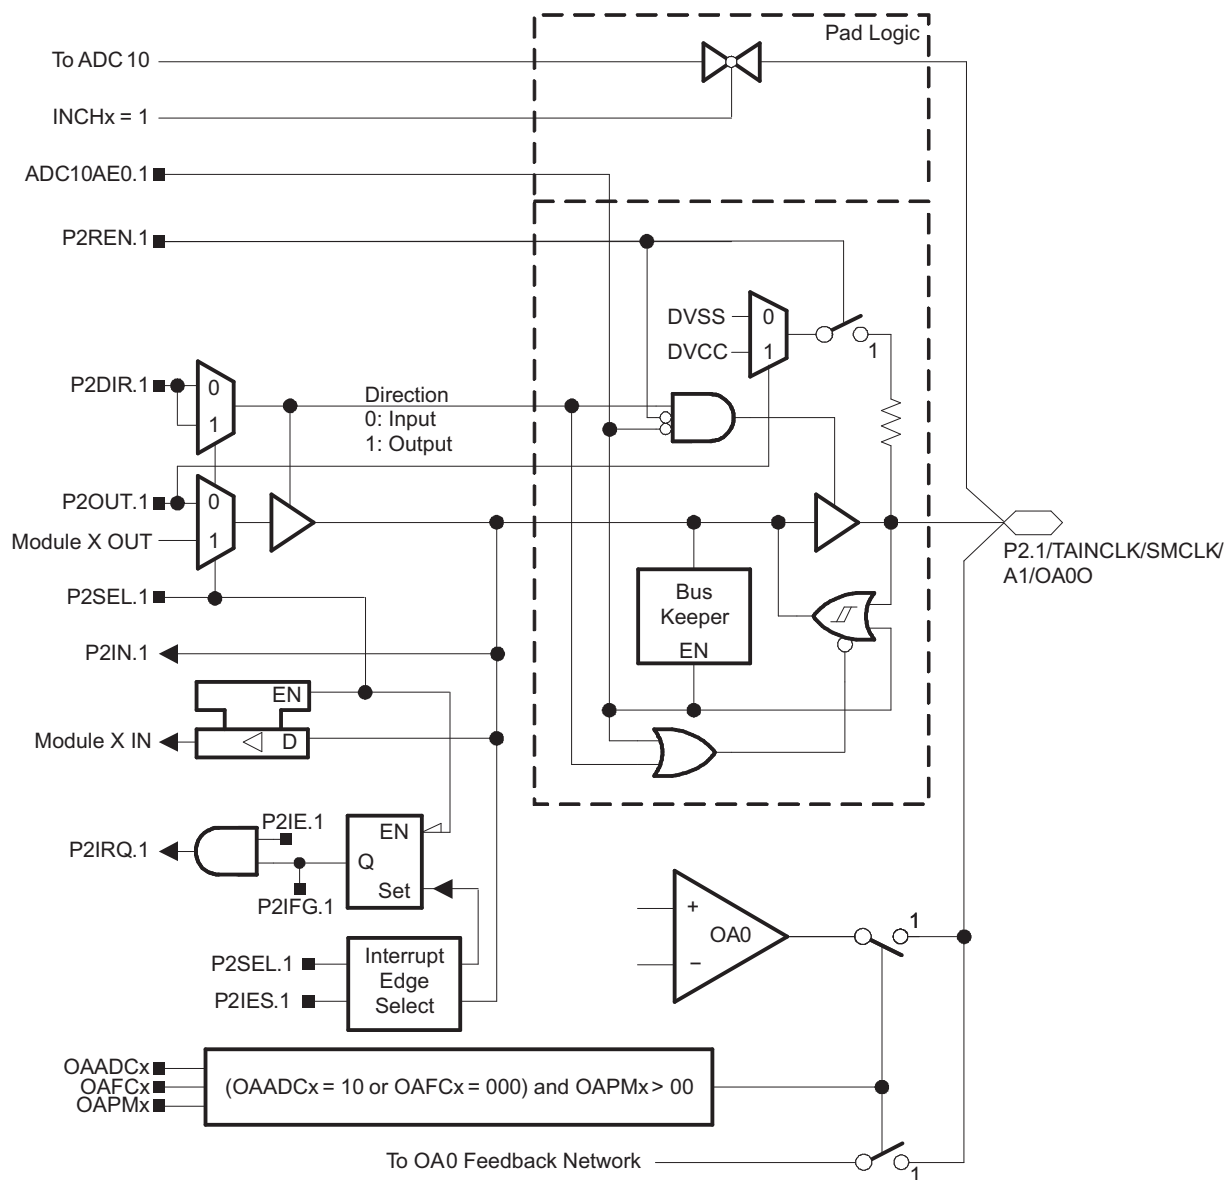 Pad Logic
To ADC 10
INCHx = 1
ADC10AE0.1
P2REN.1
DVSS
0
DVCC
1
1
P2DIR.1
0
1
Direction
0: Input
1: Output
P2OUT.1
0
Module X OUT
1
P2.1/TAINCLK/SMCLK/
A1/OA0O
P2SEL.1
Bus
Keeper
EN
P2IN.1
EN
Module X IN
D
P2IE.1
P2IRQ.1
EN
Q
Set
P2IFG.1
+
OA0
−
1
P2SEL.1
P2IES.1
Interrupt
Edge
Select
OAADCx
OAFCx
OAPMx
(OAADCx = 10 or OAFCx = 000) and OAPMx > 00
To OA0 Feedback Network
1